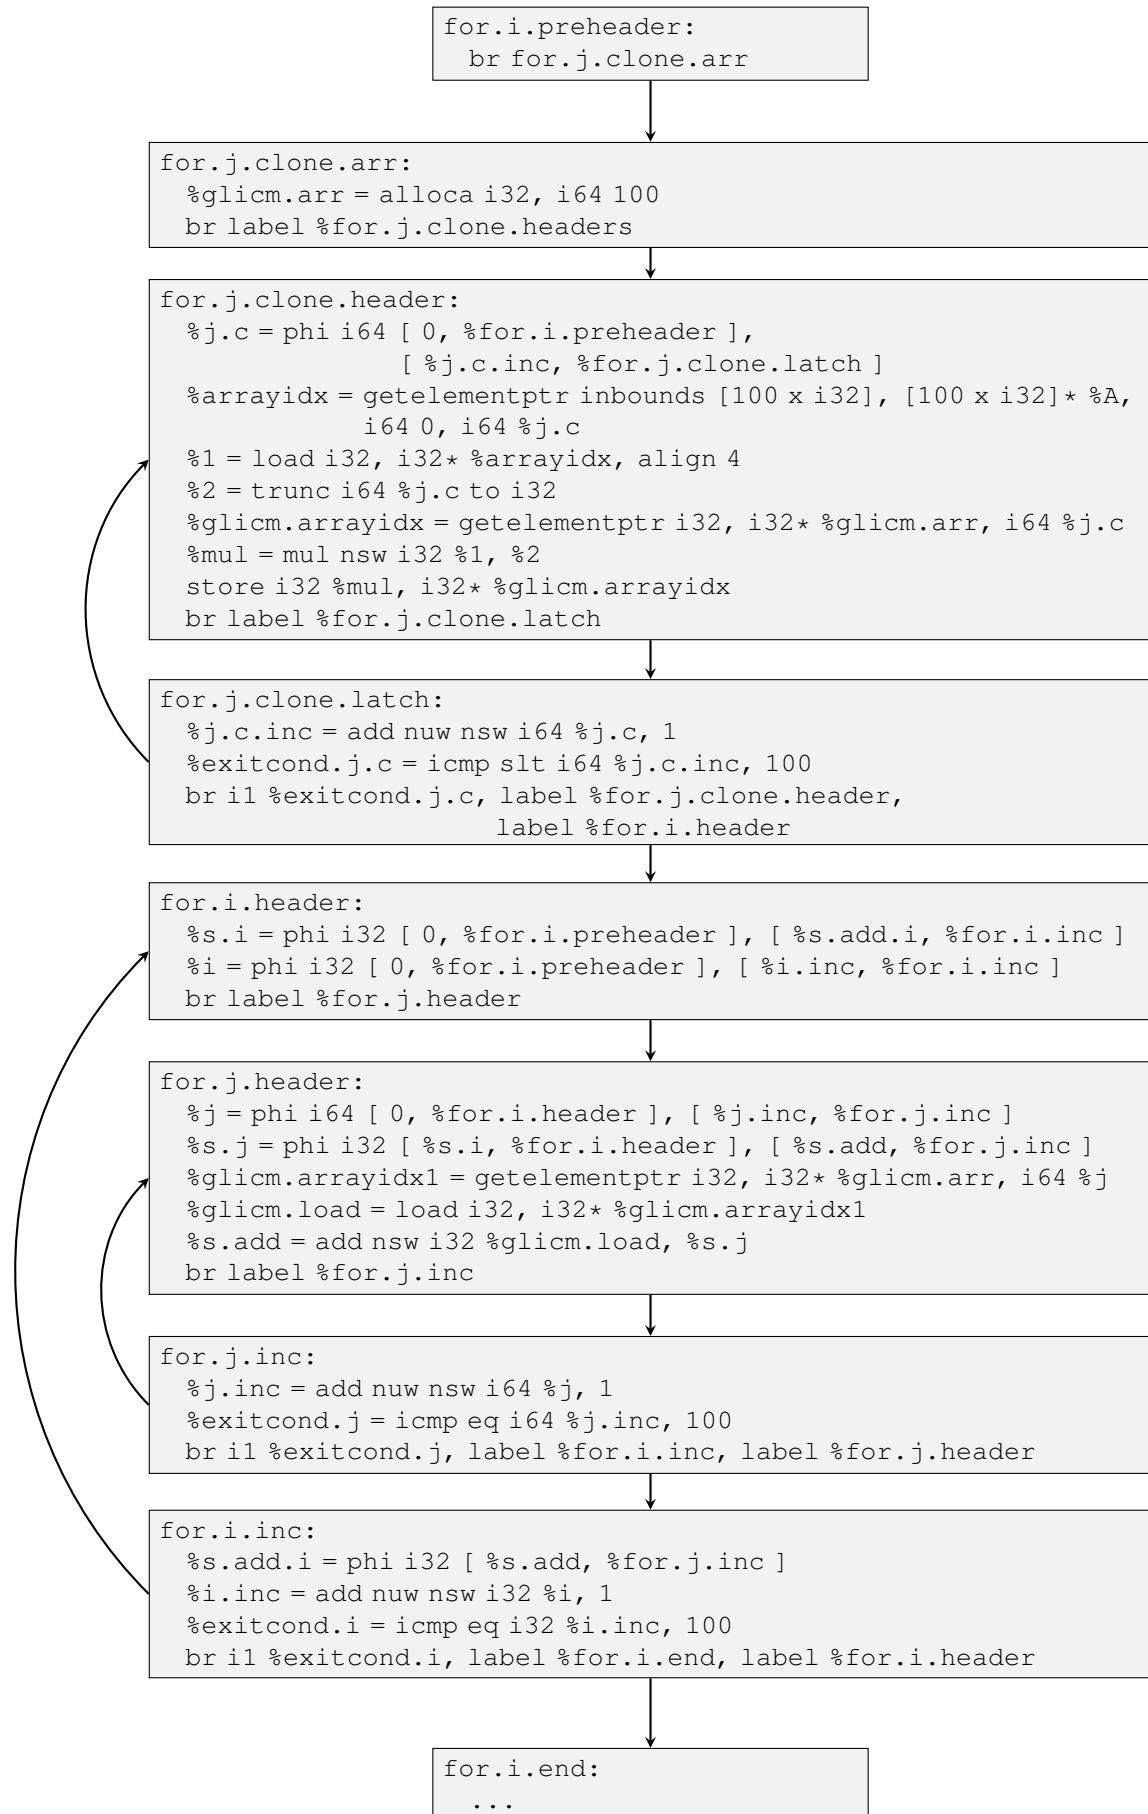 for.i.preheader:
br for.j.clone.arr
for.j.clone.arr:
%glicm.arr = alloca i32, i64 100
br label %for.j.clone.headers
for.j.clone.header:
%j.c = phi i64 [ 0, %for.i.preheader ],
[ %j.c.inc, %for.j.clone.latch ]
%arrayidx = getelementptr inbounds [100 x i32], [100 x i32]* %A,
i64 0, i64 %j.c
%1 = load i32, i32* %arrayidx, align 4
%2 = trunc i64 %j.c to i32
%glicm.arrayidx = getelementptr i32, i32* %glicm.arr, i64 %j.c
%mul = mul nsw i32 %1, %2
store i32 %mul, i32* %glicm.arrayidx
br label %for.j.clone.latch
for.j.clone.latch:
%j.c.inc = add nuw nsw i64 %j.c, 1
%exitcond.j.c = icmp slt i64 %j.c.inc, 100
br i1 %exitcond.j.c, label %for.j.clone.header,
label %for.i.header
for.i.header:
%s.i = phi i32 [ 0, %for.i.preheader ], [ %s.add.i, %for.i.inc ]
%i = phi i32 [ 0, %for.i.preheader ], [ %i.inc, %for.i.inc ]
br label %for.j.header
for.j.header:
%j = phi i64 [ 0, %for.i.header ], [ %j.inc, %for.j.inc ]
%s.j = phi i32 [ %s.i, %for.i.header ], [ %s.add, %for.j.inc ]
%glicm.arrayidx1 = getelementptr i32, i32* %glicm.arr, i64 %j
%glicm.load = load i32, i32* %glicm.arrayidx1
%s.add = add nsw i32 %glicm.load, %s.j
br label %for.j.inc
for.j.inc:
%j.inc = add nuw nsw i64 %j, 1
%exitcond.j = icmp eq i64 %j.inc, 100
br i1 %exitcond.j, label %for.i.inc, label %for.j.header
for.i.inc:
%s.add.i = phi i32 [ %s.add, %for.j.inc ]
%i.inc = add nuw nsw i32 %i, 1
%exitcond.i = icmp eq i32 %i.inc, 100
br i1 %exitcond.i, label %for.i.end, label %for.i.header
for.i.end:
...